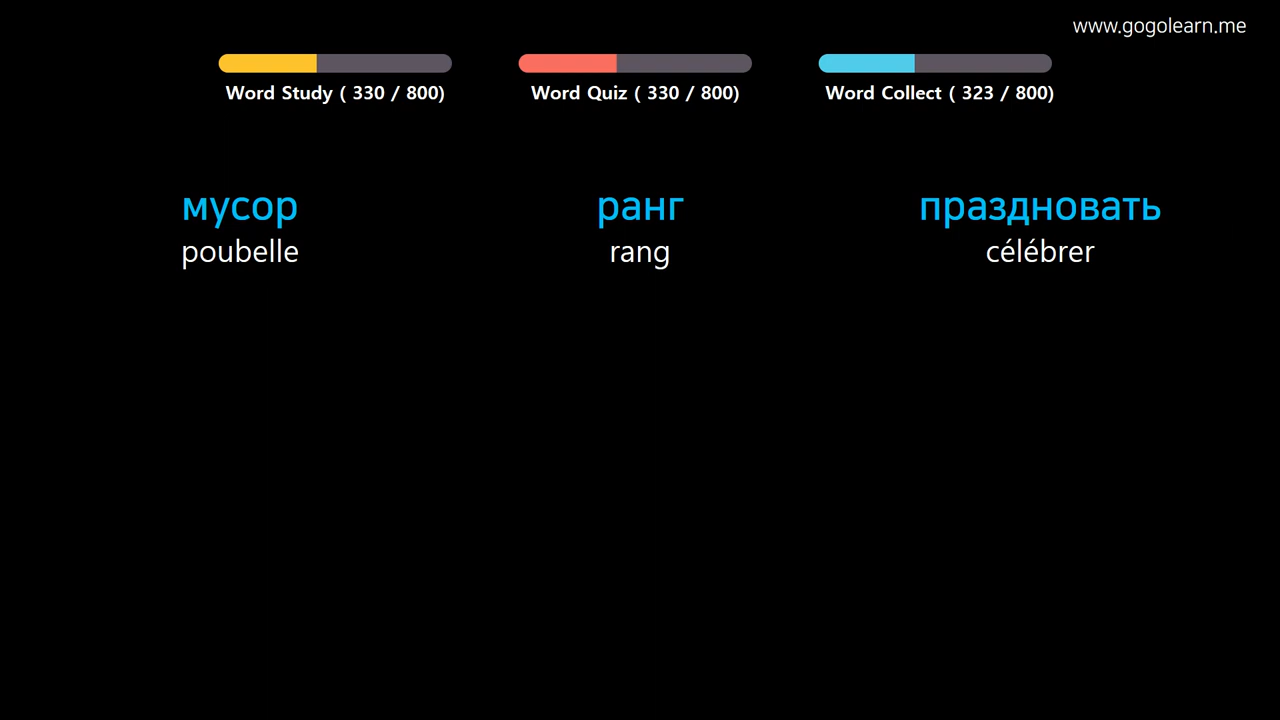 www.gogolearn.me
Word Study ( 330 / 800)
Word Quiz ( 330 / 800)
Word Collect ( 323 / 800)
мусор
poubelle
ранг
rang
праздновать
célébrer